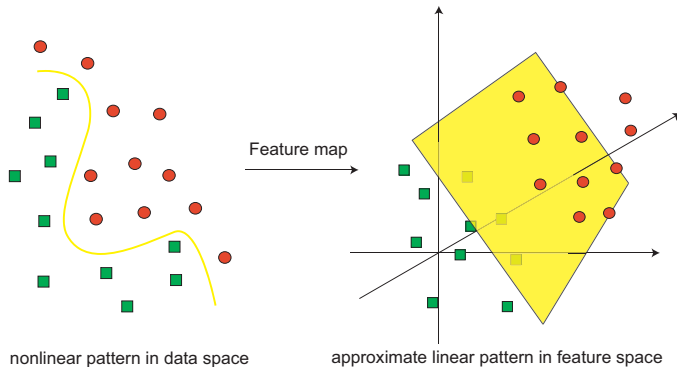 Feature map
nonlinear pattern in data space
approximate linear pattern in feature space